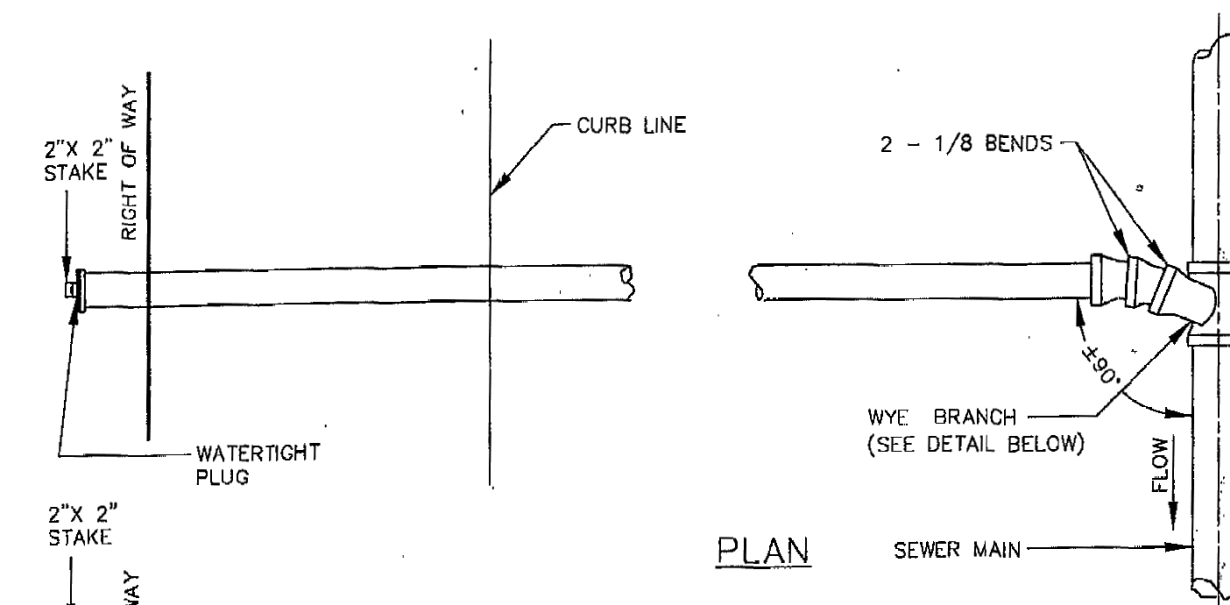 2"X 2"
STAKE
RIGHT OF WAY
CURB LINE
2 - 1/8 BENDS
±90°
WYE BRANCH
(SEE DETAIL BELOW)
WATERTIGHT
PLUG
FLOW
2"X 2"
STAKE
WAY
PLAN
SEWER MAIN